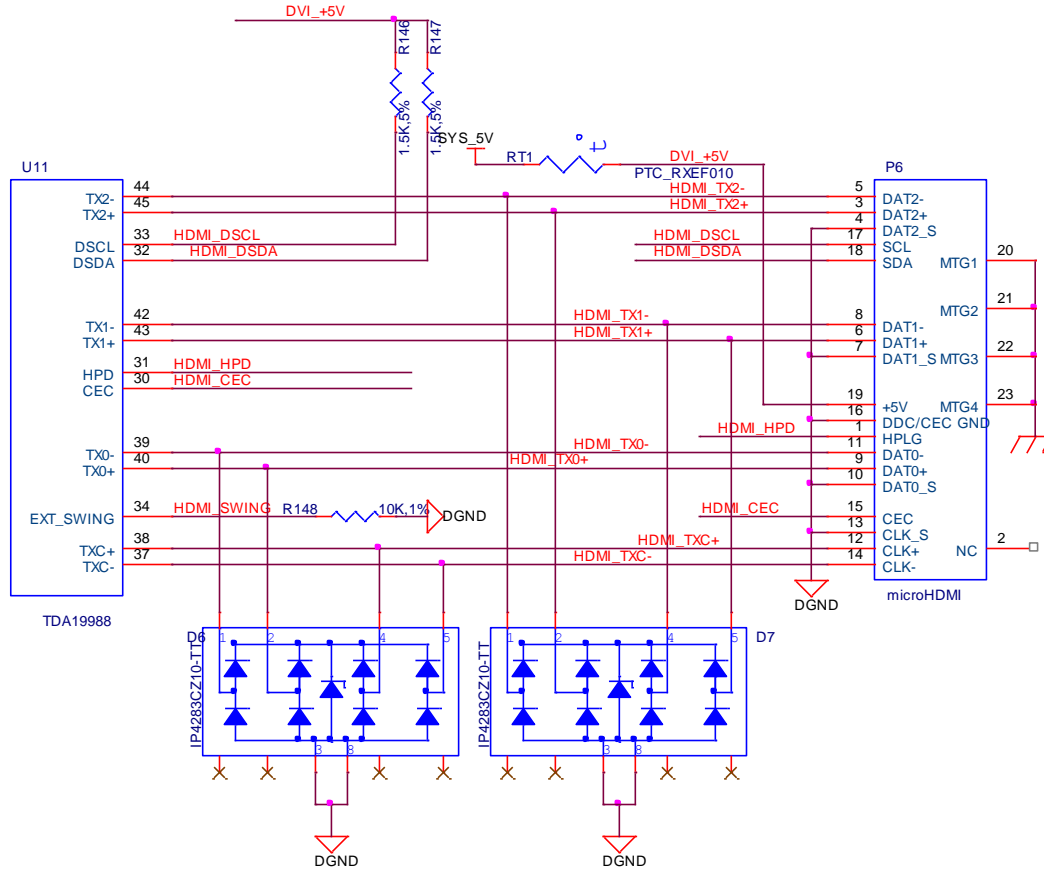 DVI_+5V
R146
R147
1.5K,5%
1.5K,5%
SYS_5V
RT1
t
DVI_+5V
PTC_RXEF010
U11
P6
44
TX2-
HDMI_TX2-
5
DAT2-
45
TX2+
HDMI_TX2+
3
DAT2+
4
DAT2_S
33
DSCL
HDMI_DSCL
HDMI_DSCL
17
SCL
32
DSDA
HDMI_DSDA
HDMI_DSDA
18
SDA
MTG1
20
42
TX1-
HDMI_TX1-
8
DAT1-
MTG2
21
43
TX1+
HDMI_TX1+
6
DAT1+
7
DAT1_S
MTG3
22
31
HPD
HDMI_HPD
30
CEC
HDMI_CEC
19
+5V
MTG4
23
16
DDC/CEC GND
HDMI_HPD
1
HPLG
39
TX0-
HDMI_TX0-
11
DAT0-
40
TX0+
HDMI_TX0+
9
DAT0+
10
DAT0_S
34
EXT_SWING
HDMI_SWING
R148
10K,1%
DGND
HDMI_CEC
15
CEC
13
CLK_S
38
TXC+
HDMI_TXC+
12
CLK+
NC
2
37
TXC-
HDMI_TXC-
14
CLK-
DGND
microHDMI
TDA19988
D6
1
2
4
5
IP4283CZ10-TT
3
8
DGND
D7
1
2
4
5
IP4283CZ10-TT
3
8
DGND